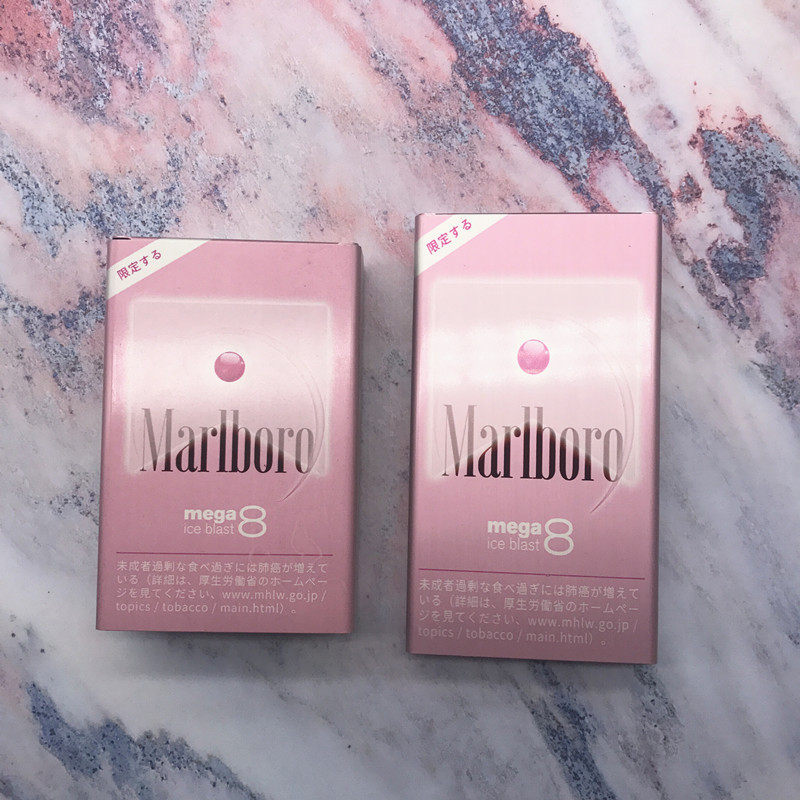 限定する
Marlboro
mega 8
ice blast
未成者過剰な食べ過ぎには肺癌が増えて
いる（詳細は、厚生労働省のホームペー
ジを見てください、www.mhlw.go.jp /
topics / tobacco / main.html）。
限定する
Marlboro
mega 8
ice blast
未成者過剰な食べ過ぎには肺癌が増えて
いる（詳細は、厚生労働省のホームペー
ジを見てください、www.mhlw.go.jp /
topics / tobacco / main.html）。